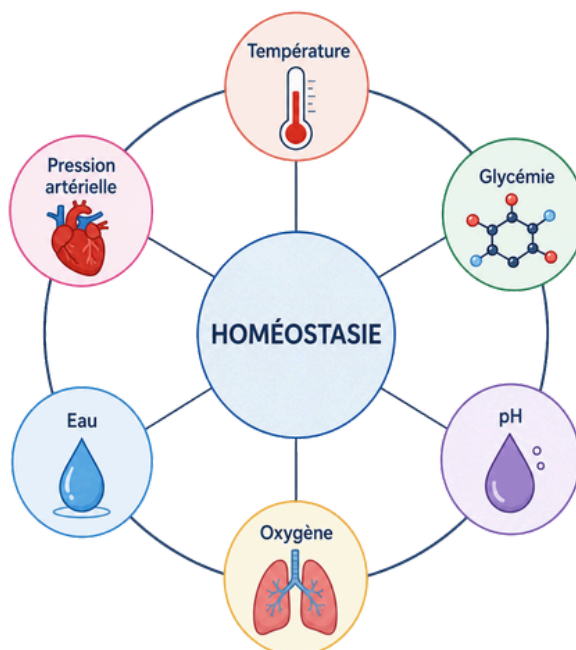 Température
Pression
artérielle
Glycémie
HOMÉOSTASIE
Eau
pH
Oxygène